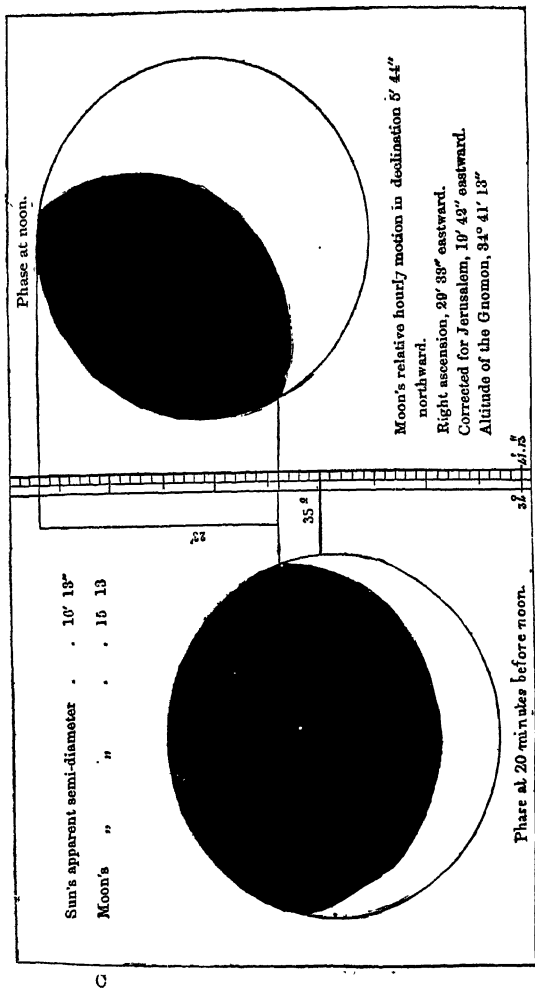 Sun's apparent semi-diameter . . 16' 13"
Moon's „ „ . . 15 13
Phase at noon.
35°
Moon's relative hourly motion in declination 5' 44"
northward.
Right ascension, 29' 33" eastward.
Corrected for Jerusalem, 19' 42" eastward.
Altitude of the Gnomon, 34° 41' 13"
Phase at 20 minutes before noon.